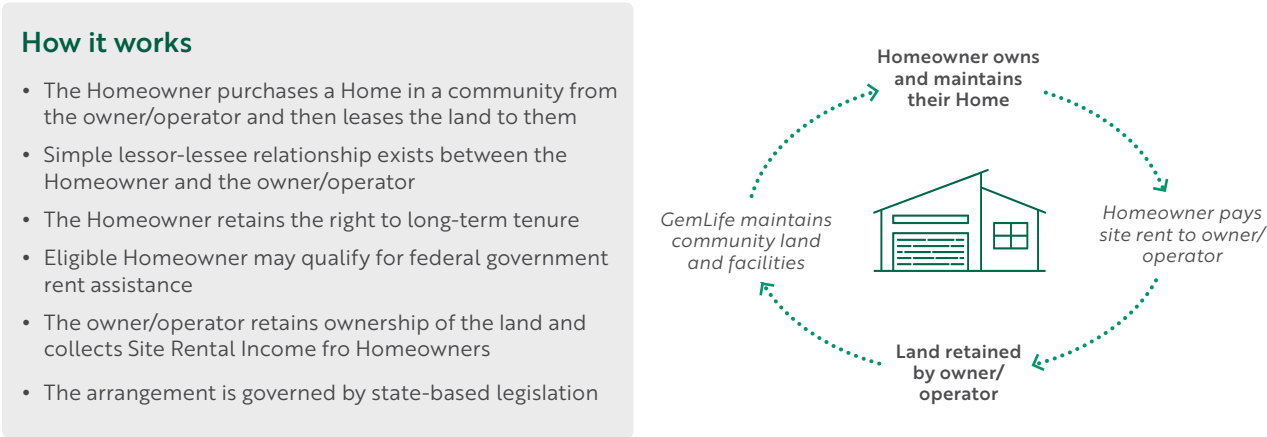 How it works
• The Homeowner purchases a Home in a community from
the owner/operator and then leases the land to them
• Simple lessor-lessee relationship exists between the
Homeowner and the owner/operator
• The Homeowner retains the right to long-term tenure
• Eligible Homeowner may qualify for federal government
rent assistance
• The owner/operator retains ownership of the land and
collects Site Rental Income fro Homeowners
• The arrangement is governed by state-based legislation
Homeowner owns
and maintains
their Home
Homeowner pays
site rent to owner/
operator
Land retained
by owner/
operator
GemLife maintains
community land
and facilities